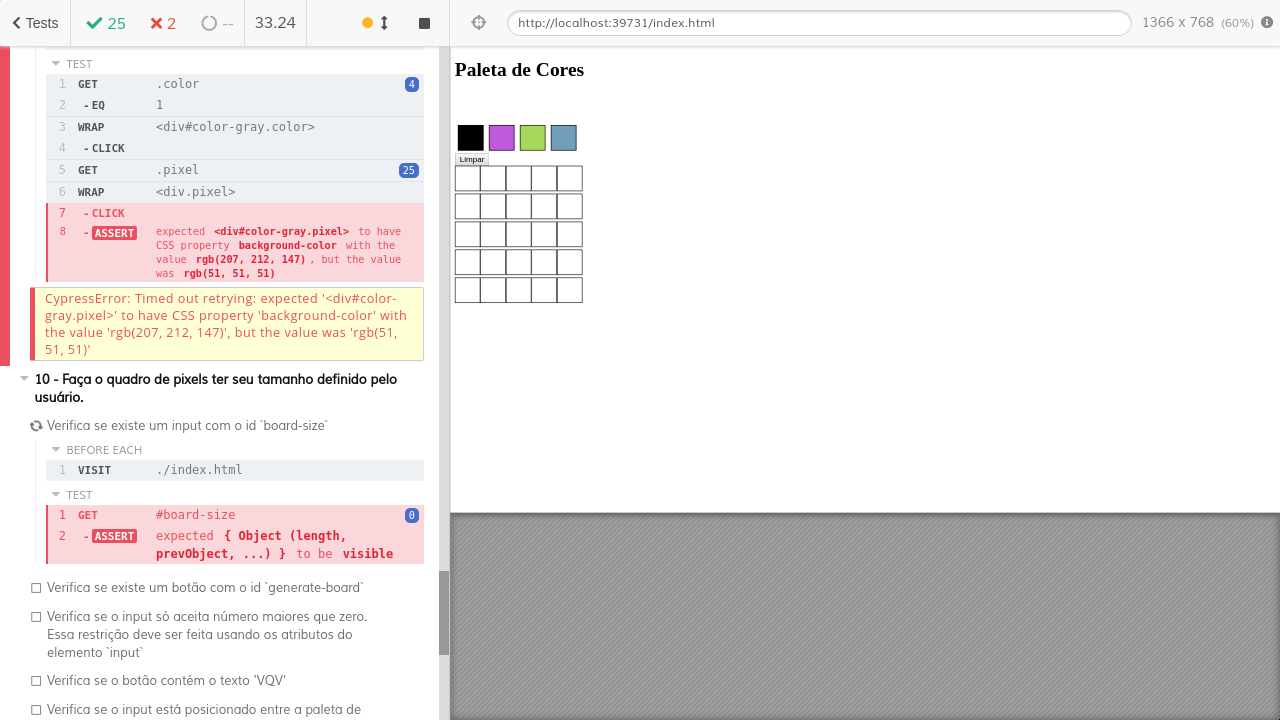 Tests
25
2
--
33.24
http://localhost:39731/index.html
1366 x 768 (60%)
TEST
1 GET .color 4
2 - EQ 1
3 WRAP <div#color-gray.color>
4 - CLICK
5 GET .pixel 25
6 WRAP <div.pixel>
7 - CLICK
8 - ASSERT expected <div#color-gray.pixel> to have
CSS property background-color with the
value rgb(207, 212, 147), but the value
was rgb(51, 51, 51)
CypressError: Timed out retrying: expected '<div#color-
gray.pixel>' to have CSS property 'background-color' with
the value 'rgb(207, 212, 147)', but the value was 'rgb(51,
51, 51)'
10 - Faça o quadro de pixels ter seu tamanho definido pelo
usuário.
Verifica se existe um input com o id `board-size`
BEFORE EACH
1 VISIT ./index.html
TEST
1 GET #board-size 0
2 - ASSERT expected { Object (length,
prevObject, ...) } to be visible
Verifica se existe um botão com o id `generate-board`
Verifica se o input só aceita número maiores que zero.
Essa restrição deve ser feita usando os atributos do
elemento `input`
Verifica se o botão contém o texto 'VQV'
Verifica se o input está posicionado entre a paleta de
Paleta de Cores
Limpar